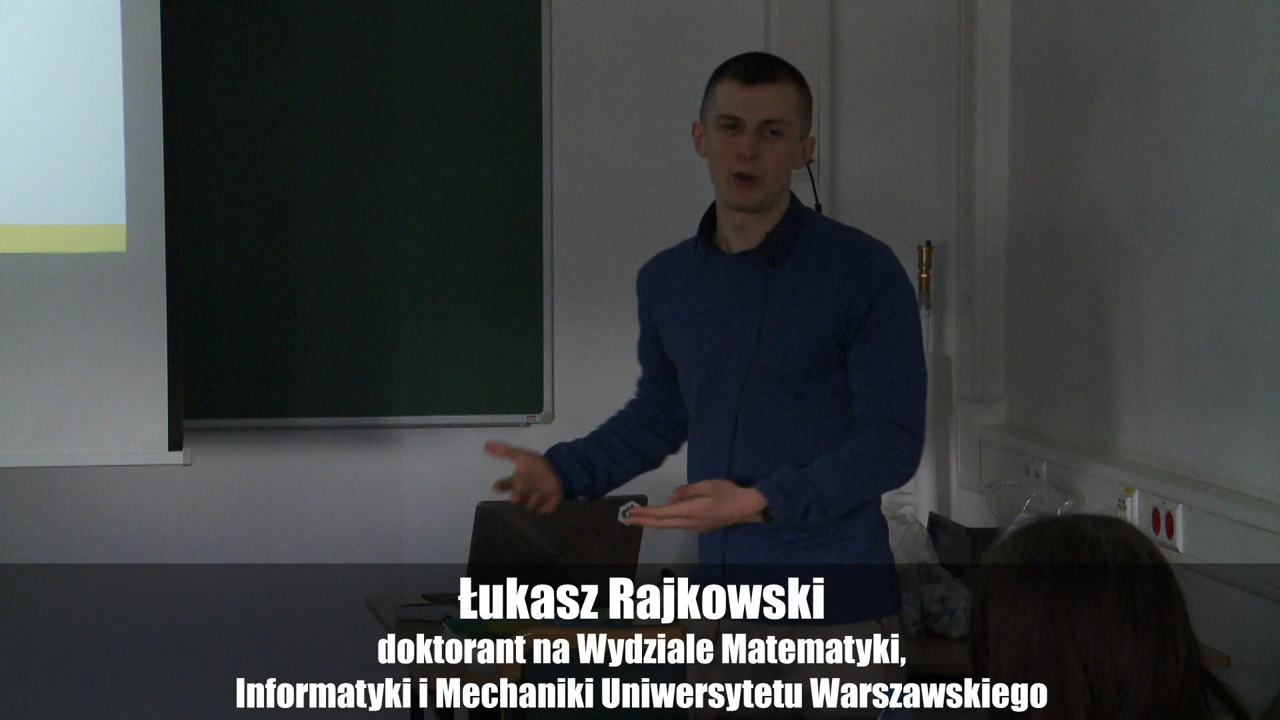 Łukasz Rajkowski
doktorant na Wydziale Matematyki,
Informatyki i Mechaniki Uniwersytetu Warszawskiego